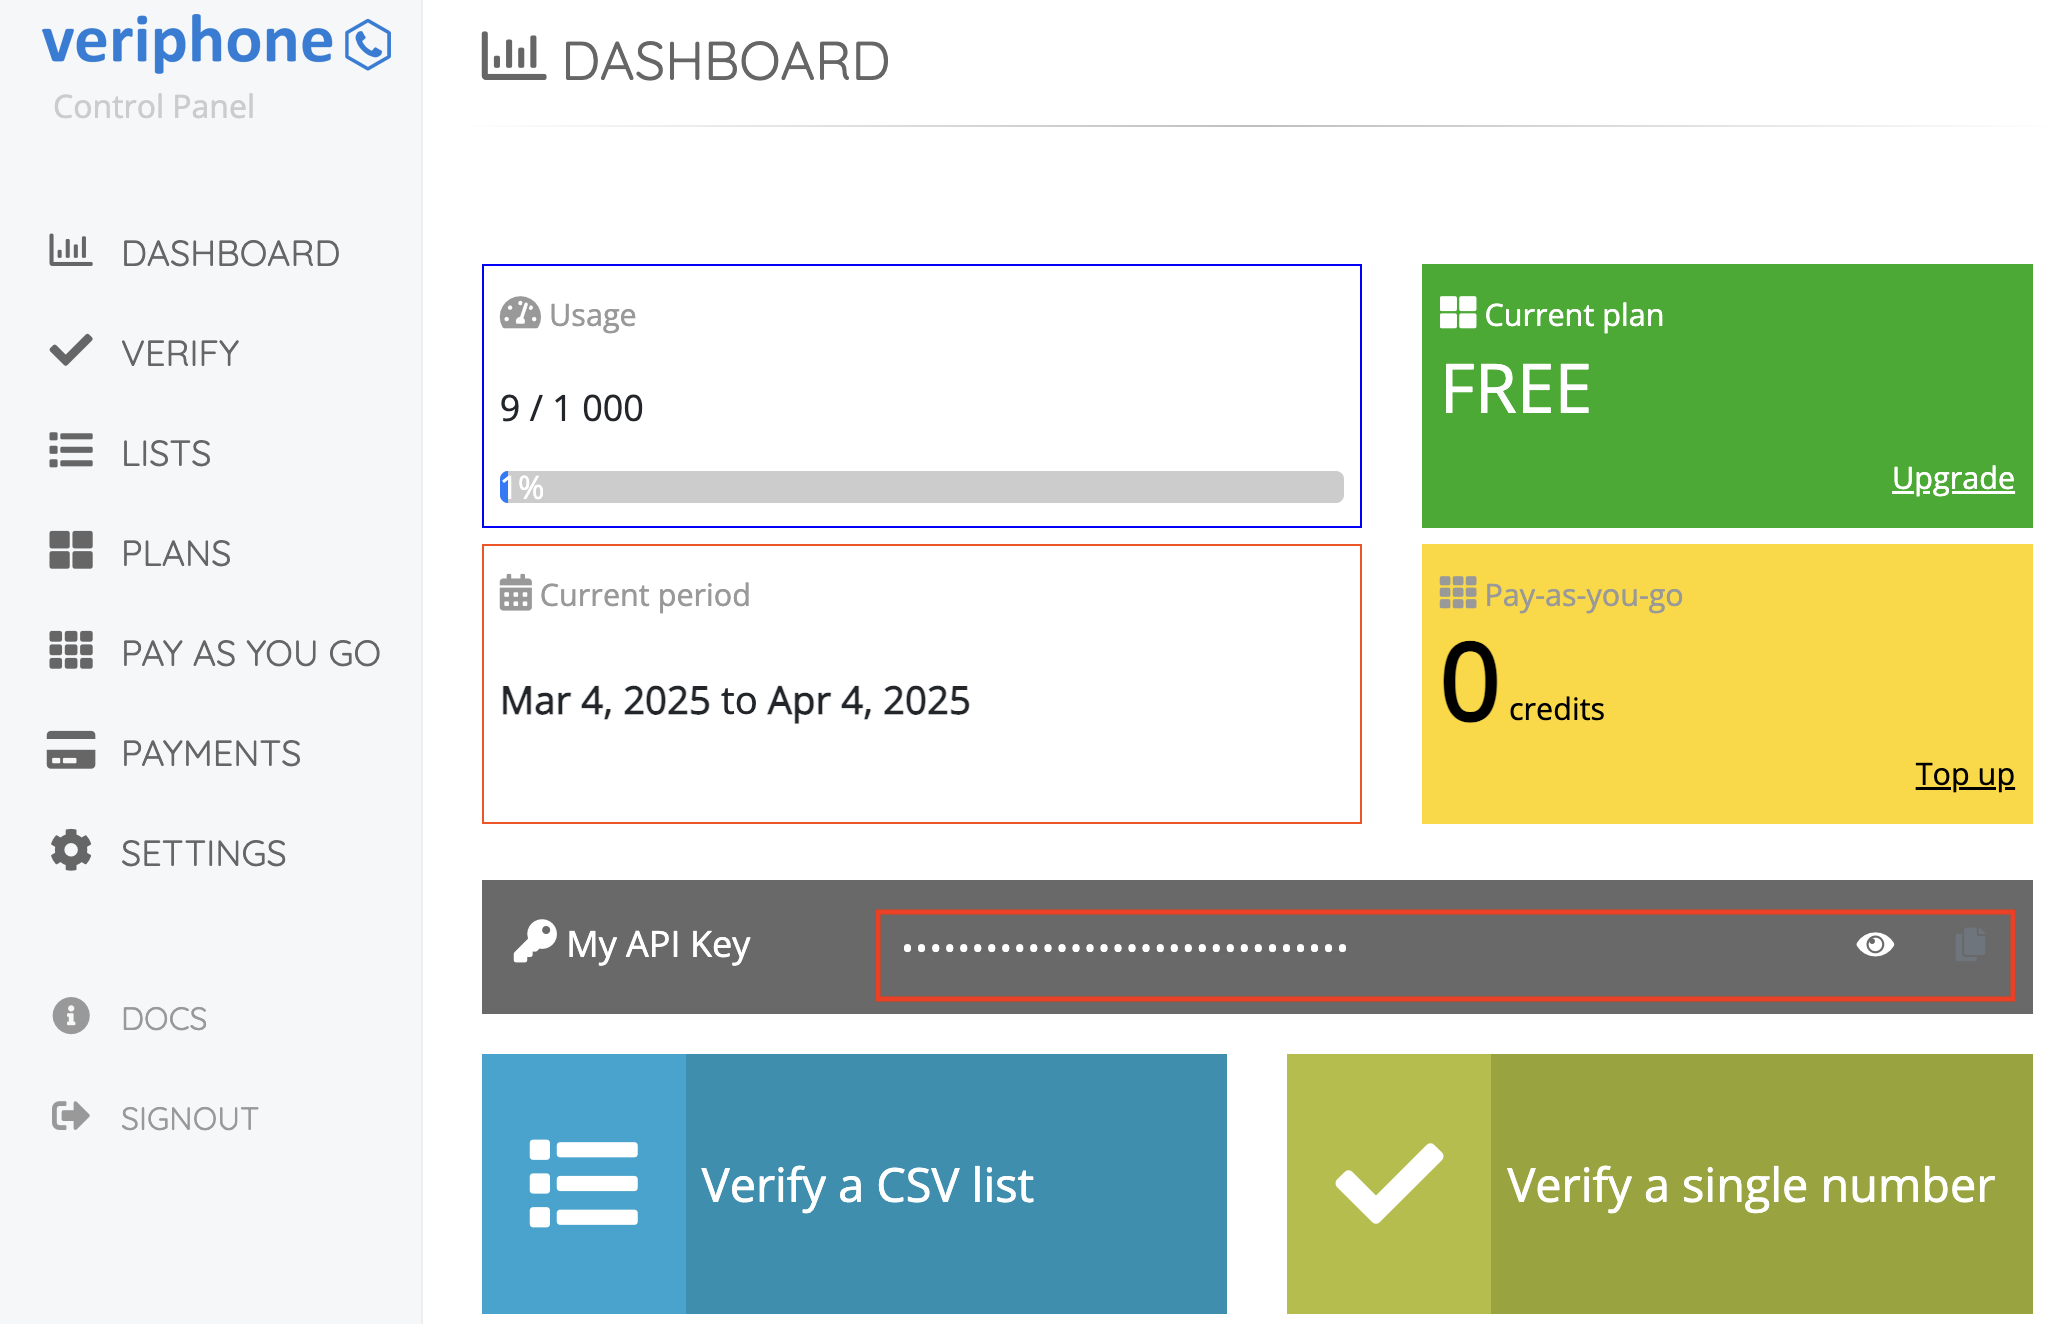 veriphone
Control Panel
DASHBOARD
VERIFY
LISTS
PLANS
PAY AS YOU GO
PAYMENTS
SETTINGS
DOCS
SIGNOUT
DASHBOARD
Usage
9 / 1 000
1%
Current plan
FREE
Upgrade
Current period
Mar 4, 2025 to Apr 4, 2025
Pay-as-you-go
0 credits
Top up
My API Key
Verify a CSV list
Verify a single number